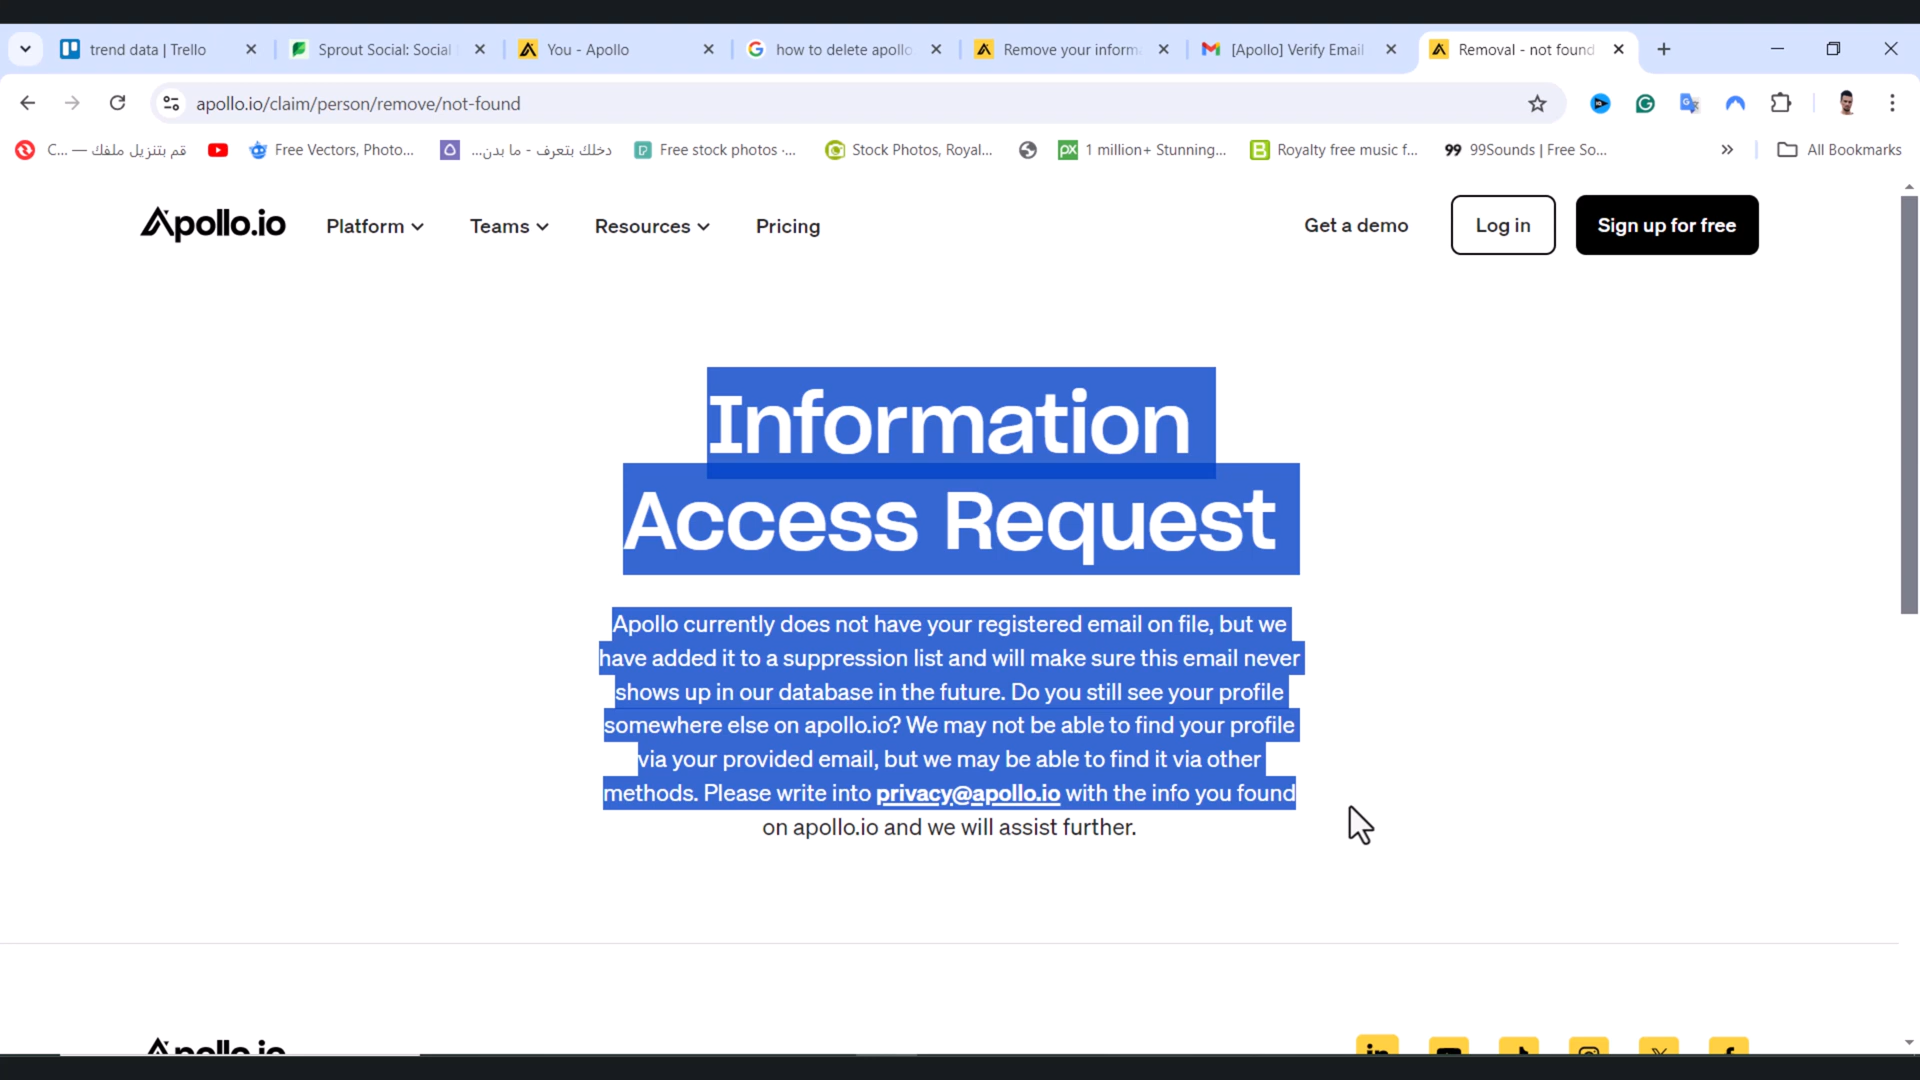 trend data | Trello
Sprout Social: Social
You - Apollo
how to delete apollo
Remove your inform
[Apollo] Verify Email
Removal - not found
apollo.io/claim/person/remove/not-found
قم بتنزيل ملفك — ...C
Free Vectors, Photo...
دخلك بتعرف - ما بدن...
Free stock photos ·...
Stock Photos, Royal...
1 million+ Stunning...
Royalty free music f...
99Sounds | Free So...
All Bookmarks
Apollo.io
Platform
Teams
Resources
Pricing
Get a demo
Log in
Sign up for free
Information
Access Request
Apollo currently does not have your registered email on file, but we
have added it to a suppression list and will make sure this email never
shows up in our database in the future. Do you still see your profile
somewhere else on apollo.io? We may not be able to find your profile
via your provided email, but we may be able to find it via other
methods. Please write into privacy@apollo.io with the info you found
on apollo.io and we will assist further.
Apollo.io